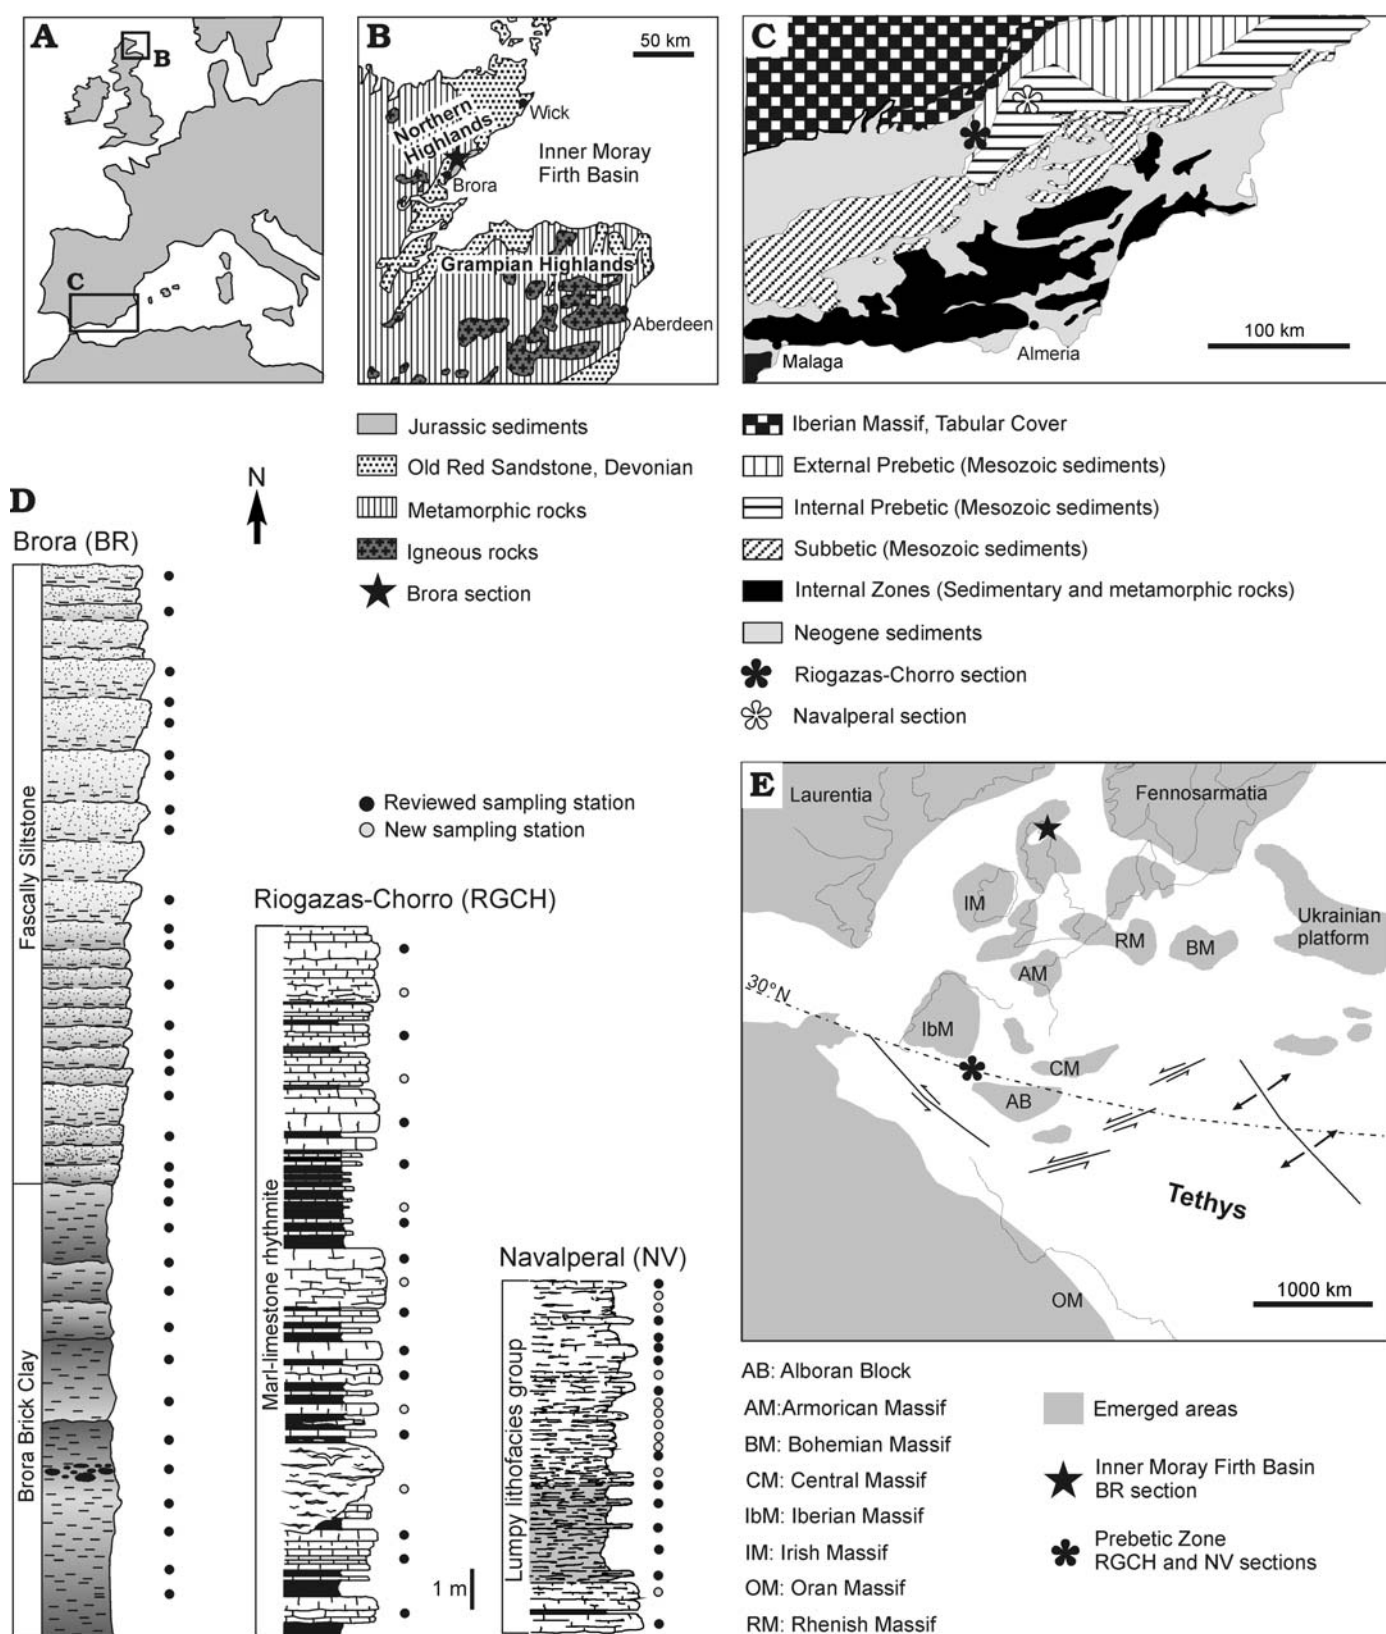 A
B
C
B
50 km
Northern
Highlands
Wick
Inner Moray
Firth Basin
Brora
Grampian Highlands
Aberdeen
C
100 km
Malaga
Almeria
Jurassic sediments
Old Red Sandstone, Devonian
Metamorphic rocks
Igneous rocks
Brora section
Iberian Massif, Tabular Cover
External Prebetic (Mesozoic sediments)
Internal Prebetic (Mesozoic sediments)
Subbetic (Mesozoic sediments)
Internal Zones (Sedimentary and metamorphic rocks)
Neogene sediments
Riogazas-Chorro section
Navalperal section
N
D
Brora (BR)
Fascally Siltstone
Brora Brick Clay
Reviewed sampling station
New sampling station
Riogazas-Chorro (RGCH)
Marl-limestone rhythmite
1 m
Navalperal (NV)
Lumpy lithofacies group
E
Laurentia
Fennosarmatia
IM
RM
BM
Ukrainian
platform
AM
30°N
IbM
CM
AB
Tethys
OM
1000 km
AB: Alboran Block
AM:Armorican Massif
BM: Bohemian Massif
CM: Central Massif
IbM: Iberian Massif
IM: Irish Massif
OM: Oran Massif
RM: Rhenish Massif
Emerged areas
Inner Moray Firth Basin
BR section
Prebetic Zone
RGCH and NV sections